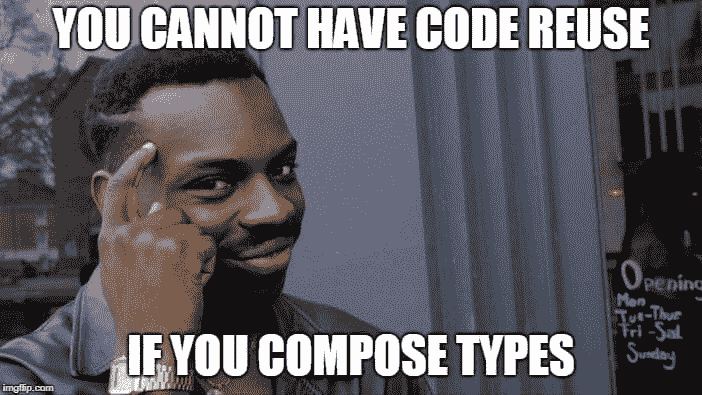 YOU CANNOT HAVE CODE REUSE
Opening
Mon
Tue-Thur
Fri-Sat
Sunday
IF YOU COMPOSE TYPES
imgflip.com